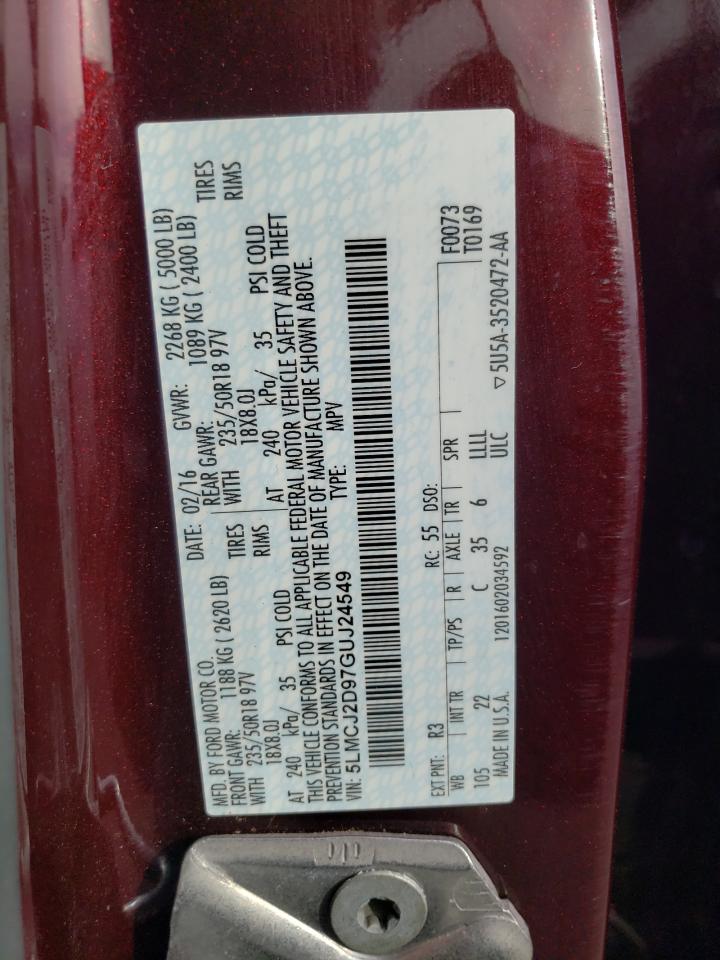 MFD. BY FORD MOTOR CO.
DATE: 02/16 GVWR: 2268 KG ( 5000 LB)
FRONT GAWR: 1188 KG ( 2620 LB) REAR GAWR: 1089 KG ( 2400 LB)
WITH 235/50R18 97V TIRES WITH 235/50R18 97V TIRES
18X8.0J RIMS 18X8.0J RIMS
AT 240 kPa/ 35 PSI COLD AT 240 kPa/ 35 PSI COLD
THIS VEHICLE CONFORMS TO ALL APPLICABLE FEDERAL MOTOR VEHICLE SAFETY AND THEFT
PREVENTION STANDARDS IN EFFECT ON THE DATE OF MANUFACTURE SHOWN ABOVE.
VIN: 5LMCJ2D97GUJ24549 TYPE: MPV
EXT PNT: R3 RC: 55 DSO: F0073
WB INT TR TP/PS R AXLE TR SPR T0169
105 22 C 35 6 LLLL
MADE IN U.S.A. 1201602034592 ULC ▽5U5A-3520472-AA